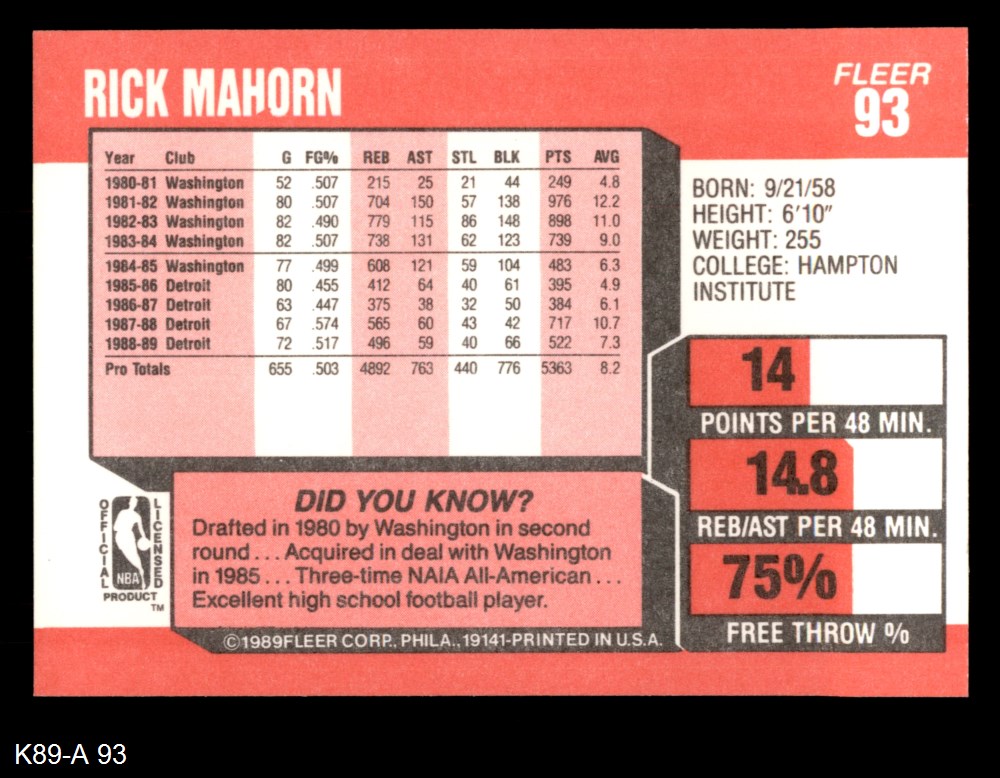 RICK MAHORN
FLEER
93
Year Club G FG% REB AST STL BLK PTS AVG
1980-81 Washington 52 .507 215 25 21 44 249 4.8
1981-82 Washington 80 .507 704 150 57 138 976 12.2
1982-83 Washington 82 .490 779 115 86 148 898 11.0
1983-84 Washington 82 .507 738 131 62 123 739 9.0
1984-85 Washington 77 .499 608 121 59 104 483 6.3
1985-86 Detroit 80 .455 412 64 40 61 395 4.9
1986-87 Detroit 63 .447 375 38 32 50 384 6.1
1987-88 Detroit 67 .574 565 60 43 42 717 10.7
1988-89 Detroit 72 .517 496 59 40 66 522 7.3
Pro Totals 655 .503 4892 763 440 776 5363 8.2
BORN: 9/21/58
HEIGHT: 6'10"
WEIGHT: 255
COLLEGE: HAMPTON
INSTITUTE
14
POINTS PER 48 MIN.
14.8
REB/AST PER 48 MIN.
75%
FREE THROW %
OFFICIAL
LICENSED
NBA
PRODUCT
TM
DID YOU KNOW?
Drafted in 1980 by Washington in second
round... Acquired in deal with Washington
in 1985... Three-time NAIA All-American...
Excellent high school football player.
©1989FLEER CORP., PHILA., 19141-PRINTED IN U.S.A.
K89-A 93